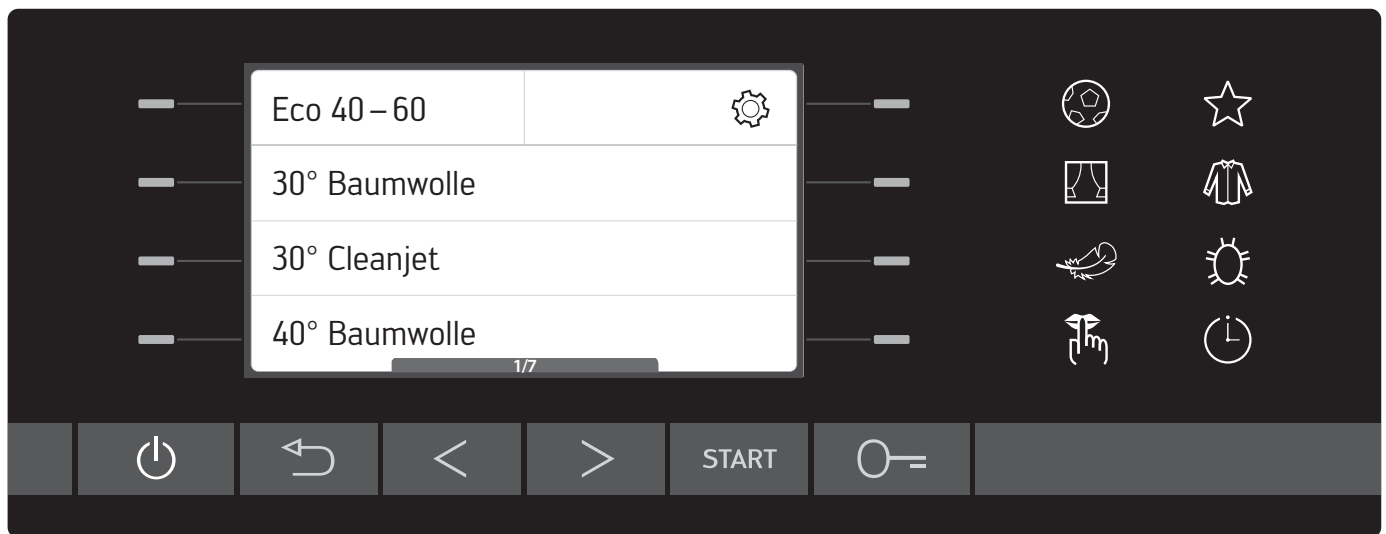 Eco 40 – 60
30° Baumwolle
30° Cleanjet
40° Baumwolle
1/7
START